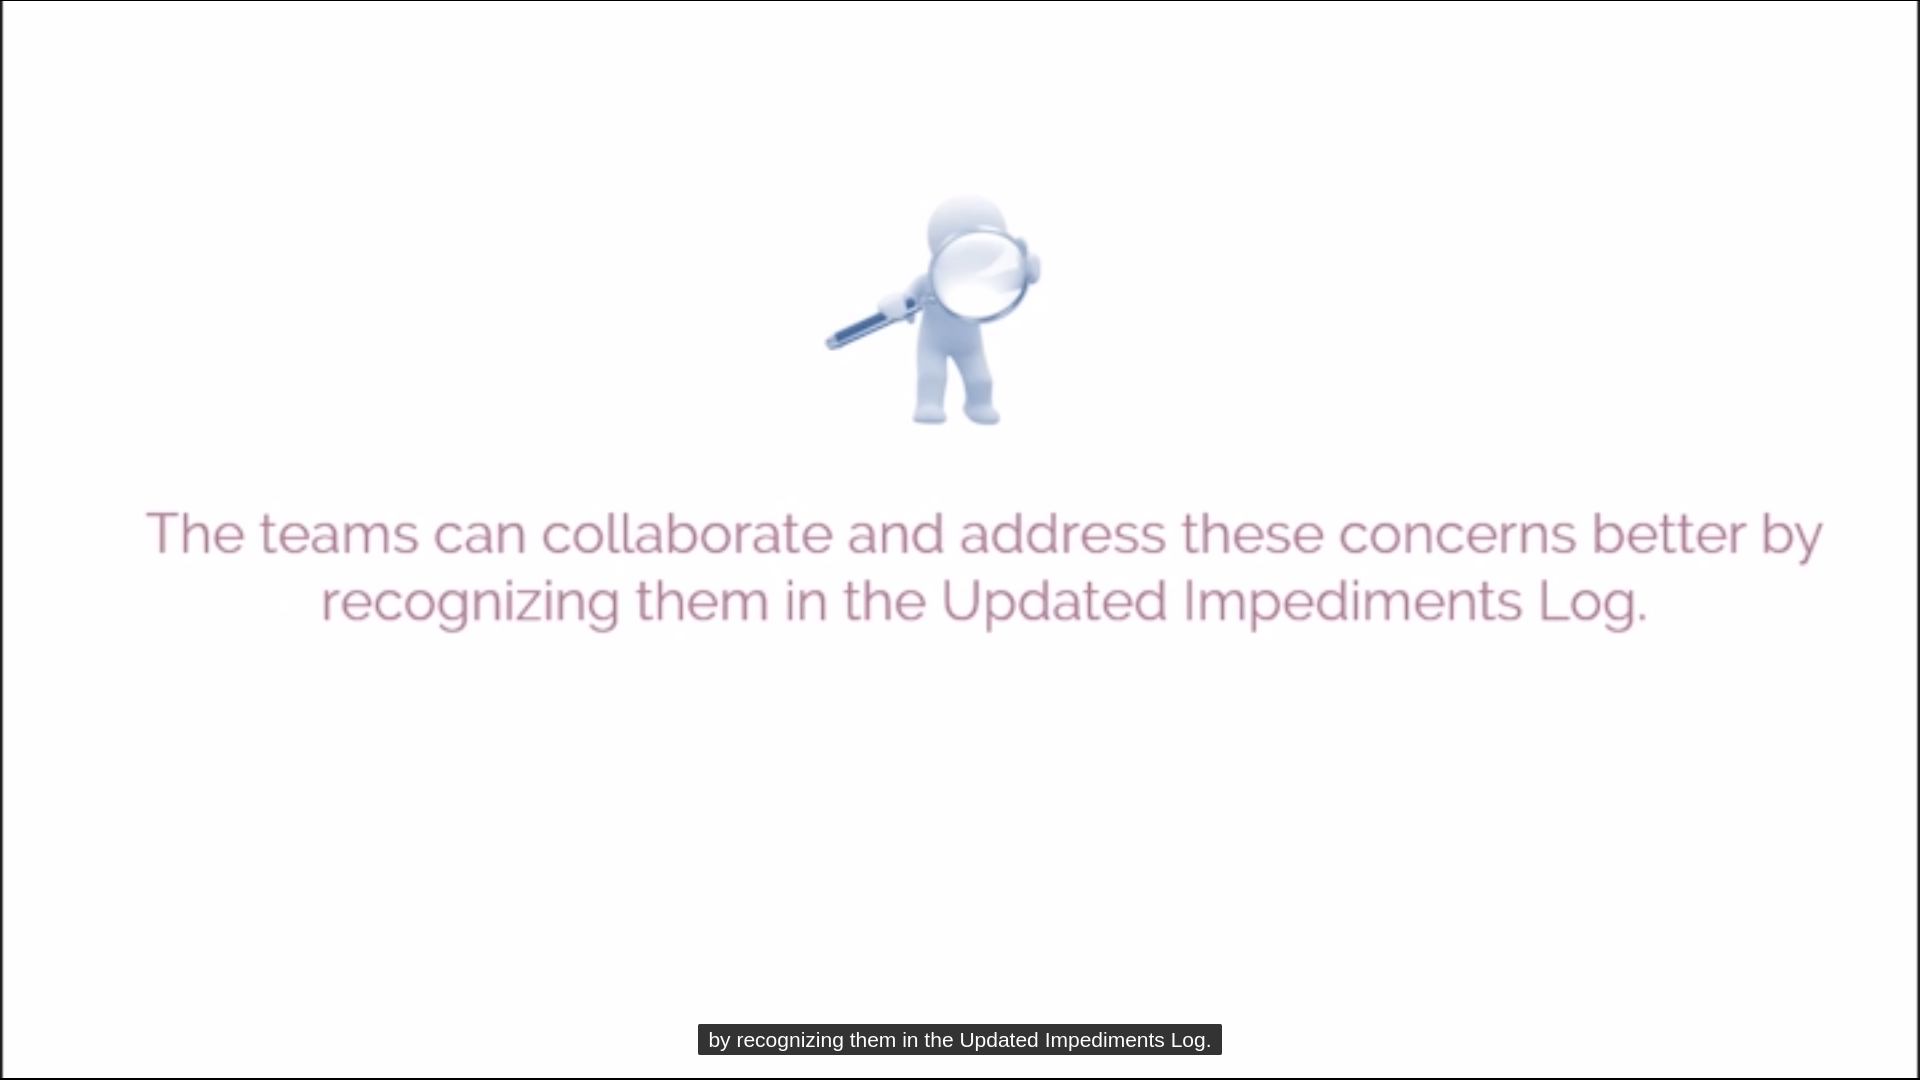 The teams can collaborate and address these concerns better by
recognizing them in the Updated Impediments Log.
by recognizing them in the Updated Impediments Log.